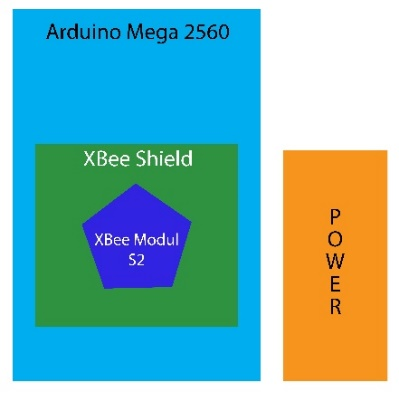 Arduino Mega 2560
XBee Shield
XBee Modul
S2
P
O
W
E
R